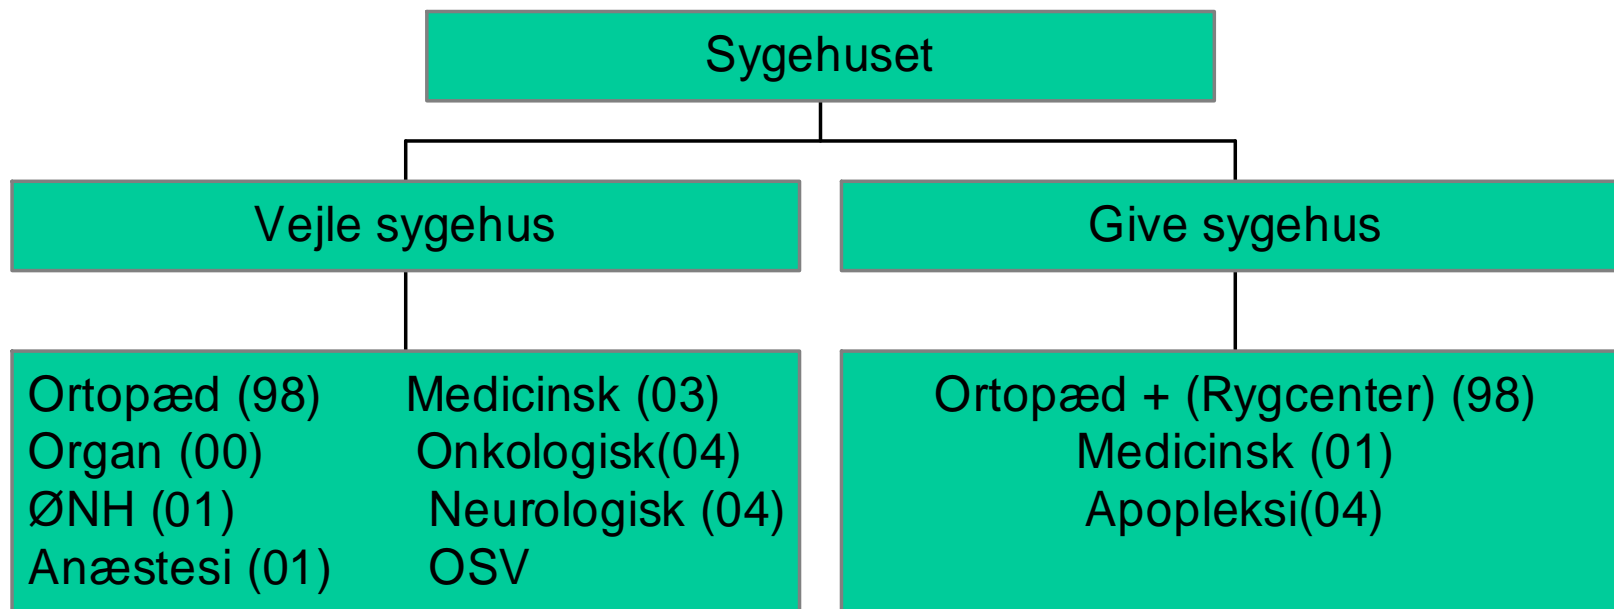 Sygehuset
Vejle sygehus
Give sygehus
Ortopæd (98) Medicinsk (03)
Organ (00) Onkologisk(04)
ØNH (01) Neurologisk (04)
Anæstesi (01) OSV
Ortopæd + (Rygcenter) (98)
Medicinsk (01)
Apopleksi(04)